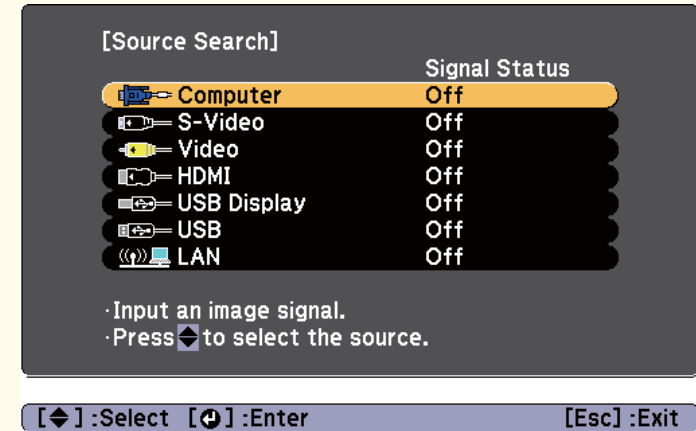 [Source Search]
Signal Status
Computer Off
S-Video Off
Video Off
HDMI Off
USB Display Off
USB Off
LAN Off
·Input an image signal.
·Press to select the source.
[ ] :Select [ ] :Enter [Esc] :Exit